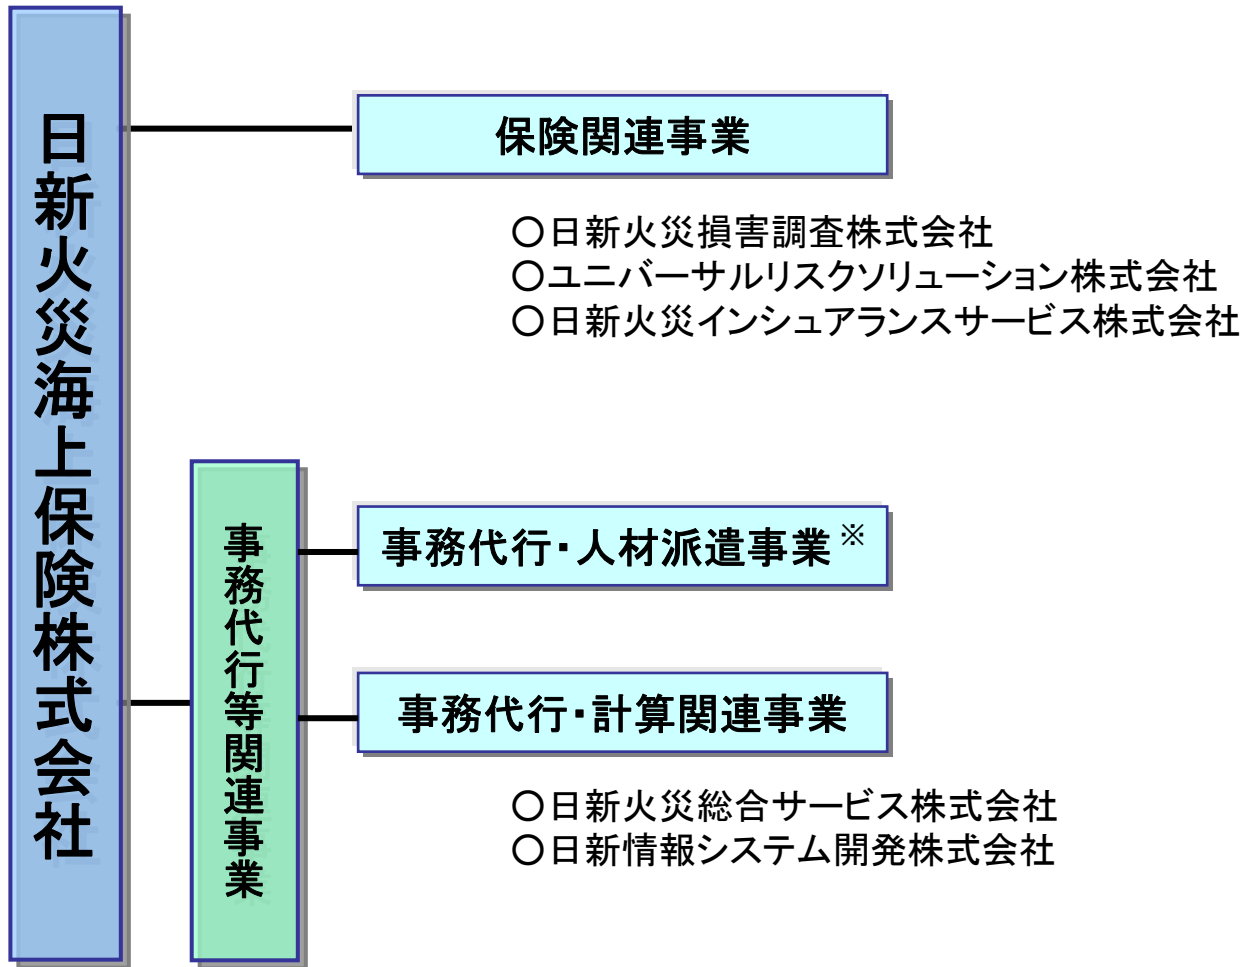 日新火災海上保険株式会社
保険関連事業
○日新火災損害調査株式会社
○ユニバーサルリスクソリューション株式会社
○日新火災インシュアランスサービス株式会社
事務代行等関連事業
事務代行・人材派遣事業※
事務代行・計算関連事業
○日新火災総合サービス株式会社
○日新情報システム開発株式会社